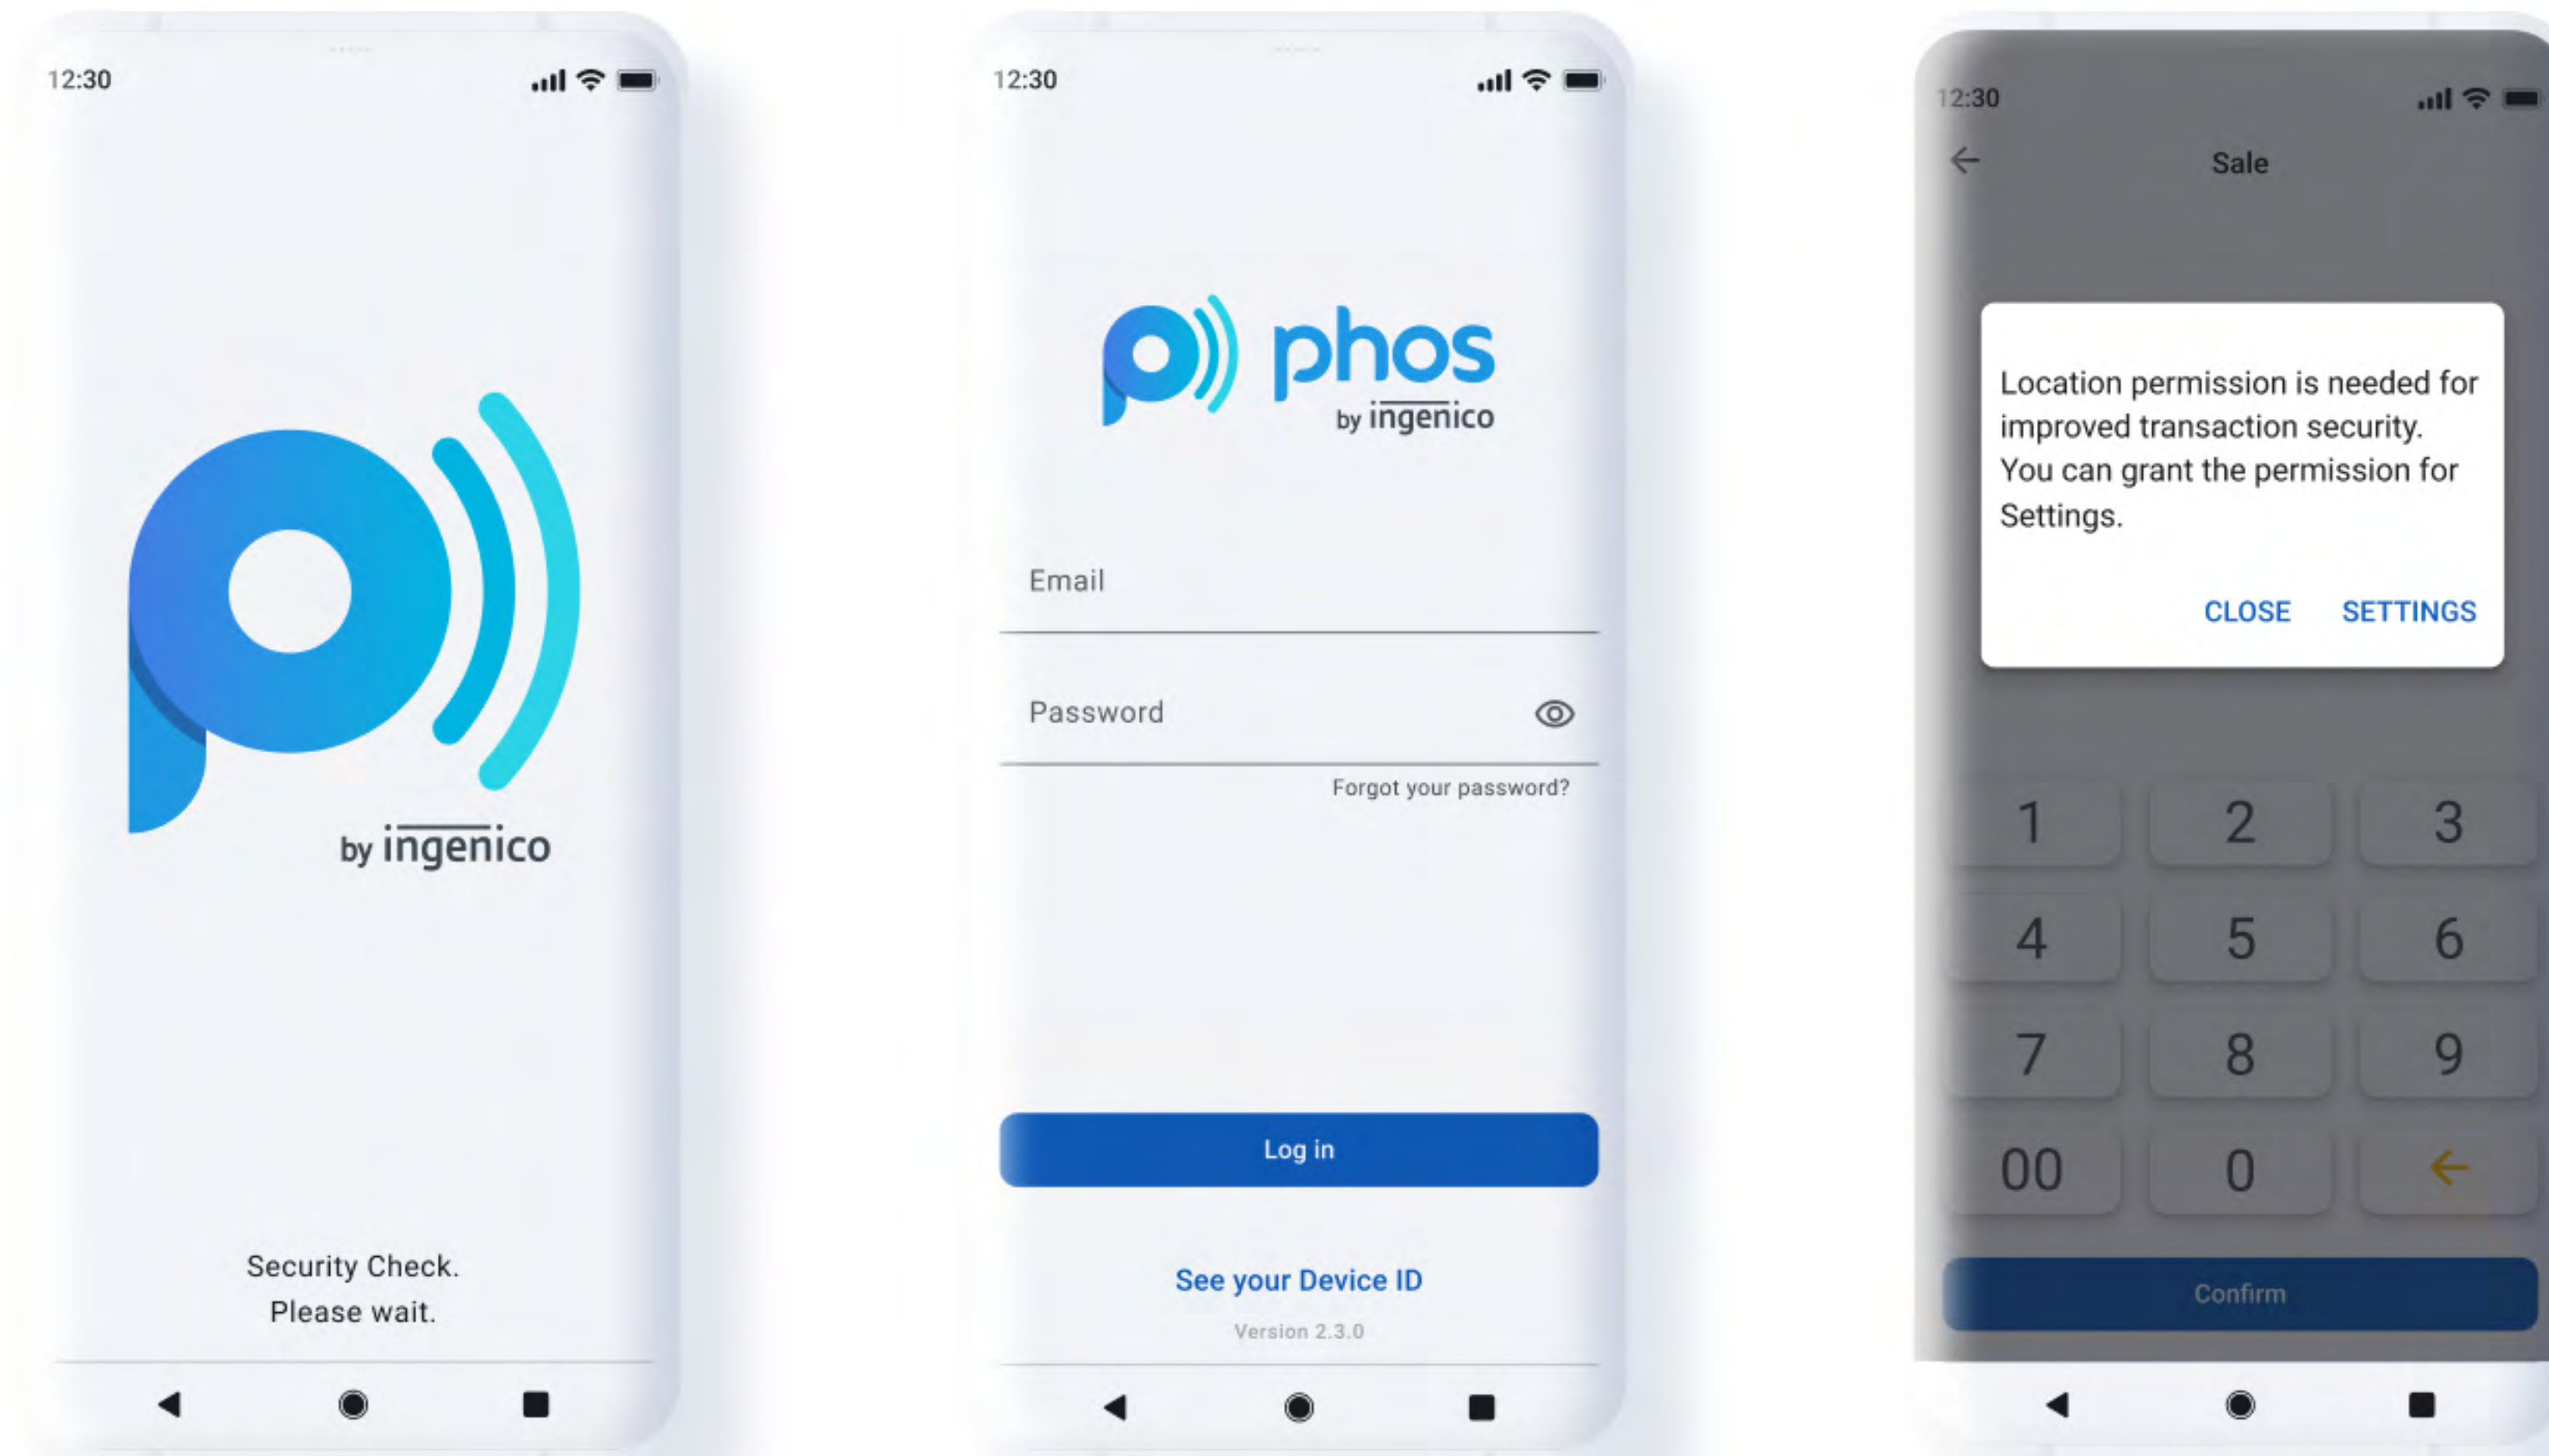 12:30
by ingenico
Security Check.
Please wait.
12:30
phos
by ingenico
Email
Password
Forgot your password?
Log in
See your Device ID
Version 2.3.0
12:30
Sale
Location permission is needed for
improved transaction security.
You can grant the permission for
Settings.
CLOSE SETTINGS
1 2 3
4 5 6
7 8 9
00 0
Confirm